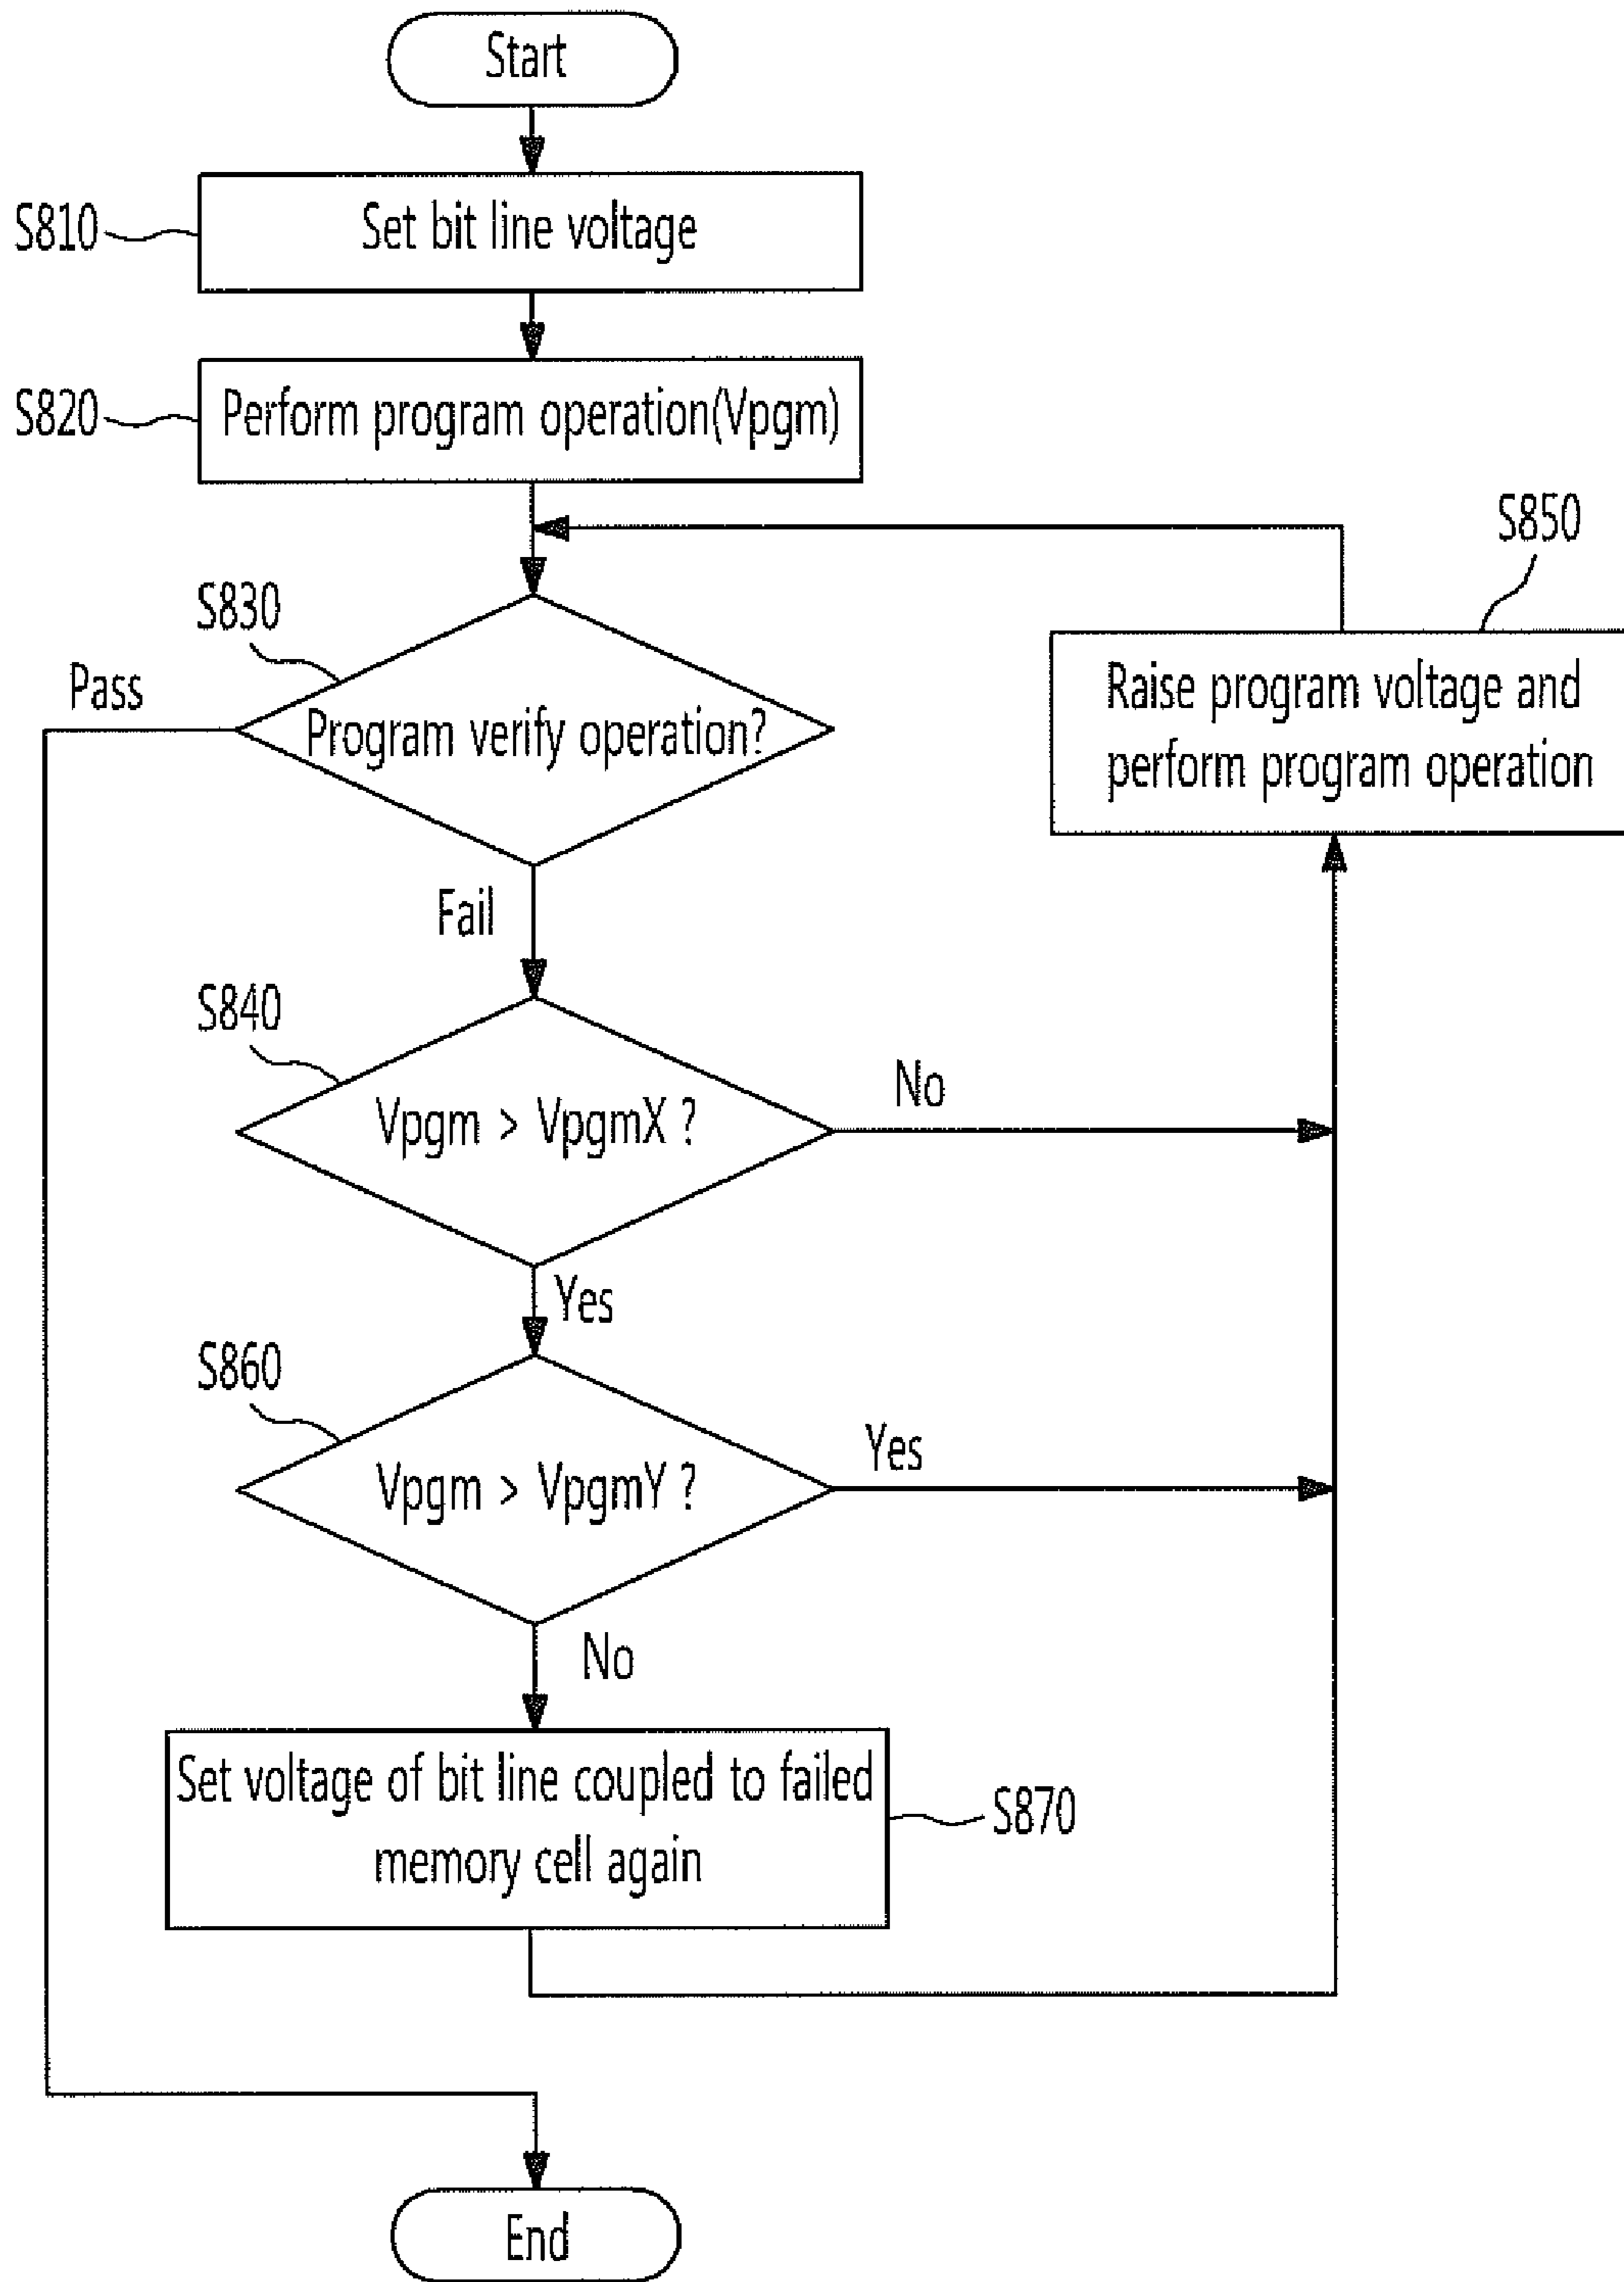 Start
S810
Set bit line voltage
S820
Perform program operation(Vpgm)
S850
Raise program voltage and
perform program operation
S830
Pass
Program verify operation?
Fail
S840
Vpgm > VpgmX ?
No
Yes
S860
Vpgm > VpgmY ?
Yes
No
Set voltage of bit line coupled to failed
memory cell again
S870
End